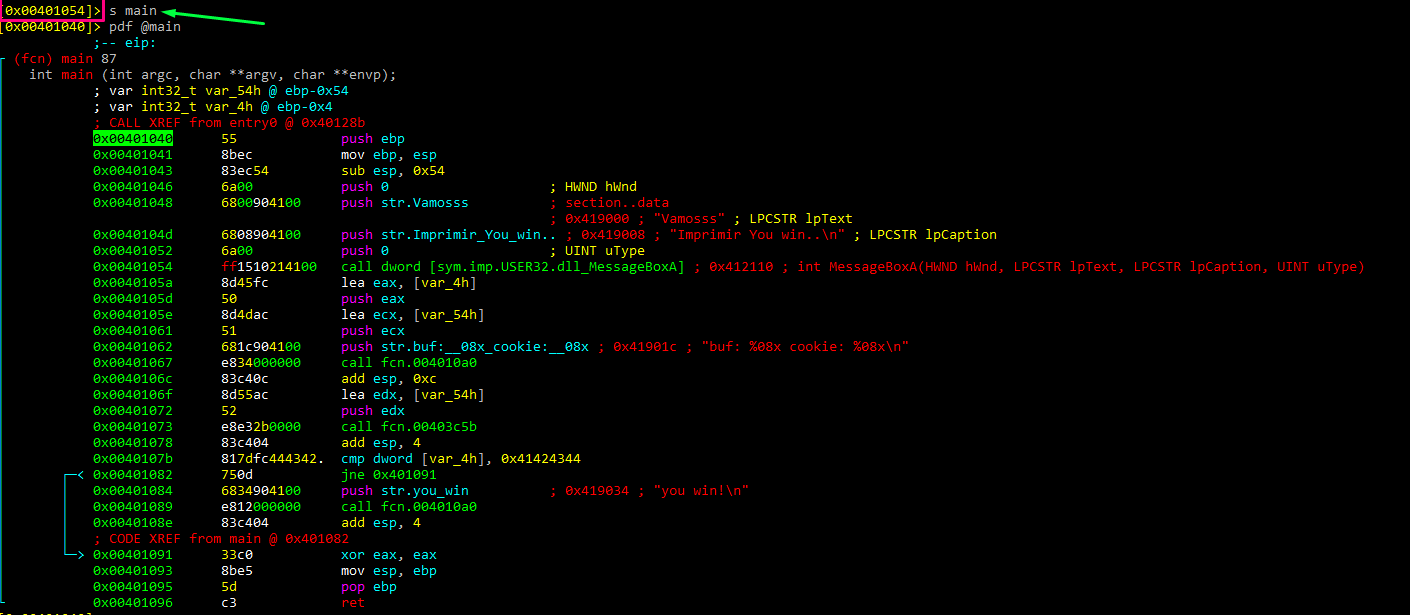 [0x00401054]> s main
[0x00401040]> pdf @main
;-- eip:
(fcn) main 87
int main (int argc, char **argv, char **envp);
; var int32_t var_54h @ ebp-0x54
; var int32_t var_4h @ ebp-0x4
; CALL XREF from entry0 @ 0x40128b
0x00401040 55 push ebp
0x00401041 8bec mov ebp, esp
0x00401043 83ec54 sub esp, 0x54
0x00401046 6a00 push 0 ; HWND hWnd
0x00401048 6800904100 push str.Vamosss ; section..data
; 0x419000 ; "Vamosss" ; LPCSTR lpText
0x0040104d 6808904100 push str.Imprimir_You_win.. ; 0x419008 ; "Imprimir You win..\n" ; LPCSTR lpCaption
0x00401052 6a00 push 0 ; UINT uType
0x00401054 ff1510214100 call dword [sym.imp.USER32.dll_MessageBoxA] ; 0x412110 ; int MessageBoxA(HWND hWnd, LPCSTR lpText, LPCSTR lpCaption, UINT uType)
0x0040105a 8d45fc lea eax, [var_4h]
0x0040105d 50 push eax
0x0040105e 8d4dac lea ecx, [var_54h]
0x00401061 51 push ecx
0x00401062 681c904100 push str.buf:__08x_cookie:__08x ; 0x41901c ; "buf: %08x cookie: %08x\n"
0x00401067 e834000000 call fcn.004010a0
0x0040106c 83c40c add esp, 0xc
0x0040106f 8d55ac lea edx, [var_54h]
0x00401072 52 push edx
0x00401073 e8e32b0000 call fcn.00403c5b
0x00401078 83c404 add esp, 4
0x0040107b 817dfc444342. cmp dword [var_4h], 0x41424344
0x00401082 750d jne 0x401091
0x00401084 6834904100 push str.you_win ; 0x419034 ; "you win!\n"
0x00401089 e812000000 call fcn.004010a0
0x0040108e 83c404 add esp, 4
; CODE XREF from main @ 0x401082
0x00401091 33c0 xor eax, eax
0x00401093 8be5 mov esp, ebp
0x00401095 5d pop ebp
0x00401096 c3 ret